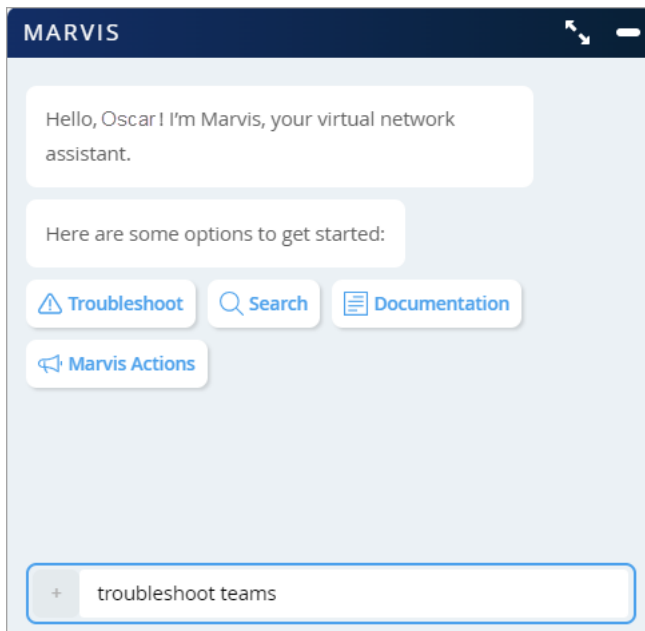 MARVIS
Hello, Oscar! I'm Marvis, your virtual network
assistant.
Here are some options to get started:
Troubleshoot
Search
Documentation
Marvis Actions
+ troubleshoot teams